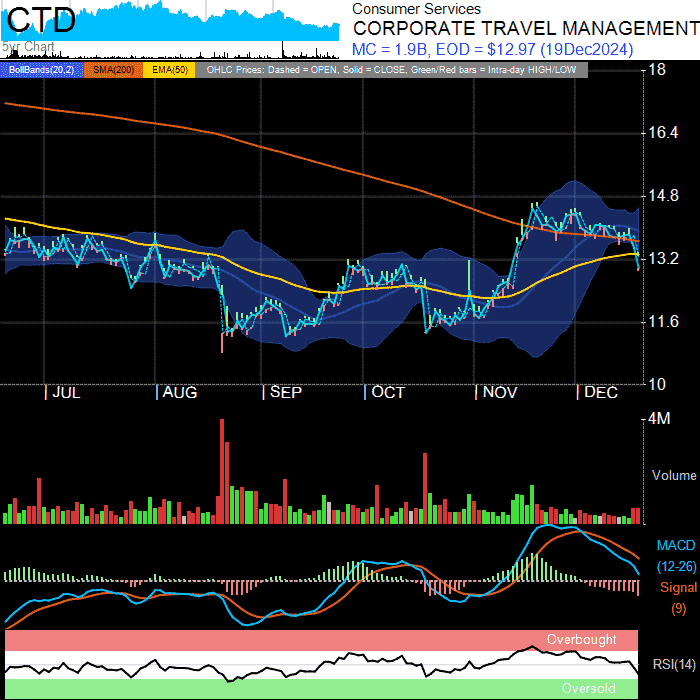 CTD
5yr Chart
Consumer Services
CORPORATE TRAVEL MANAGEMENT
MC = 1.9B, EOD = $12.97 (19Dec2024)
BollBands(20,2) SMA(200) EMA(50) OHLC Prices: Dashed = OPEN, Solid = CLOSE, Green/Red bars = Intra-day HIGH/LOW
18
16.4
14.8
13.2
11.6
10
| JUL | AUG | SEP | OCT | NOV | DEC
4M
Volume
MACD
(12-26)
Signal
(9)
Overbought
RSI(14)
Oversold